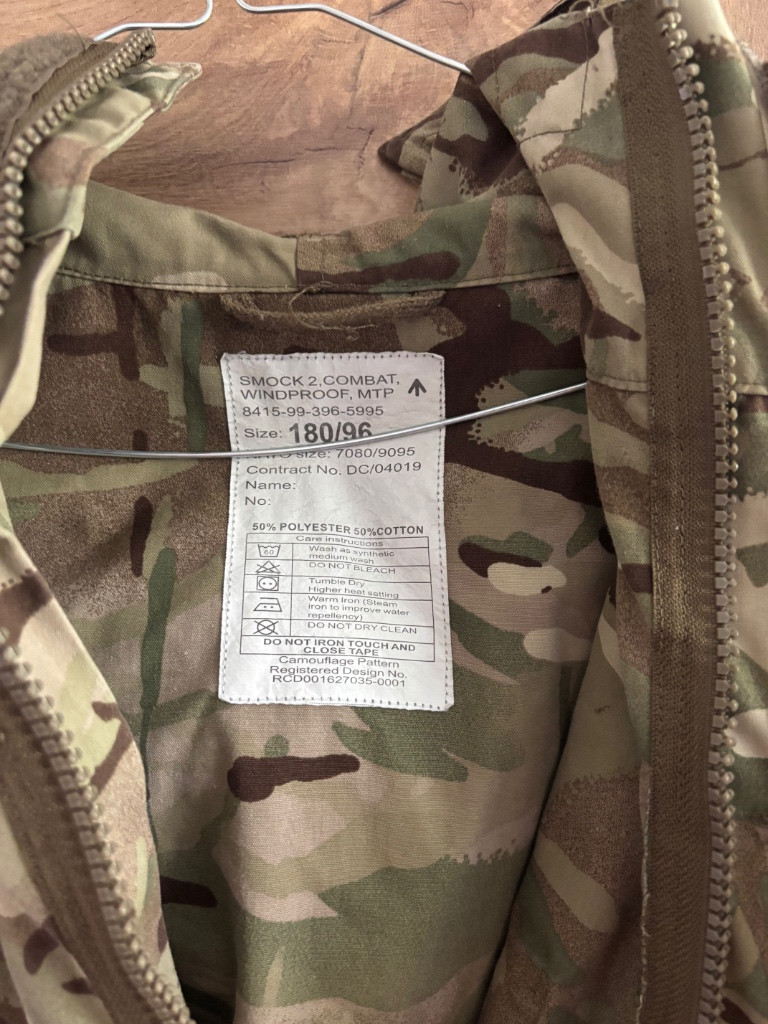 SMOCK 2, COMBAT,
WINDPROOF, MTP
8415-99-396-5995
Size: 180/96
size: 7080/9095
Contract No. DC/04019
Name:
No:
50% POLYESTER 50%COTTON
Care instructions
60
Wash as synthetic
medium wash
DO NOT BLEACH
Tumble Dry
Higher heat setting
Warm Iron (Steam
iron to improve water
repellency)
DO NOT DRY CLEAN
DO NOT IRON TOUCH AND
CLOSE TAPE
Camouflage Pattern
Registered Design No.
RCD001627035-0001